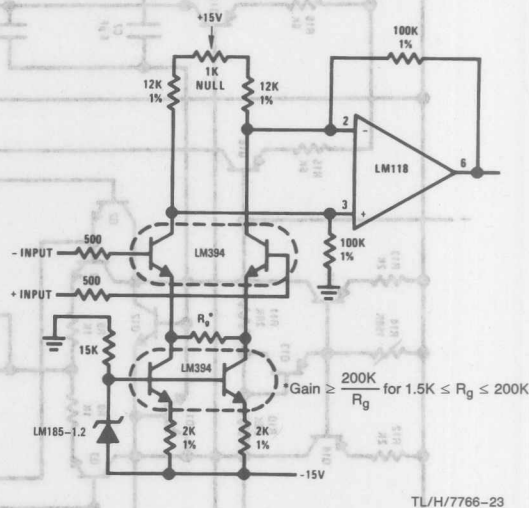 +15V
1K
NULL
12K
1%
12K
1%
100K
1%
2
-
LM118
6
3
+
100K
1%
- INPUT
500
LM394
500
+ INPUT
Rg*
15K
LM394
*Gain ≥ 200K/Rg for 1.5K ≤ Rg ≤ 200K
LM185-1.2
2K
1%
2K
1%
-15V
TL/H/7766-23